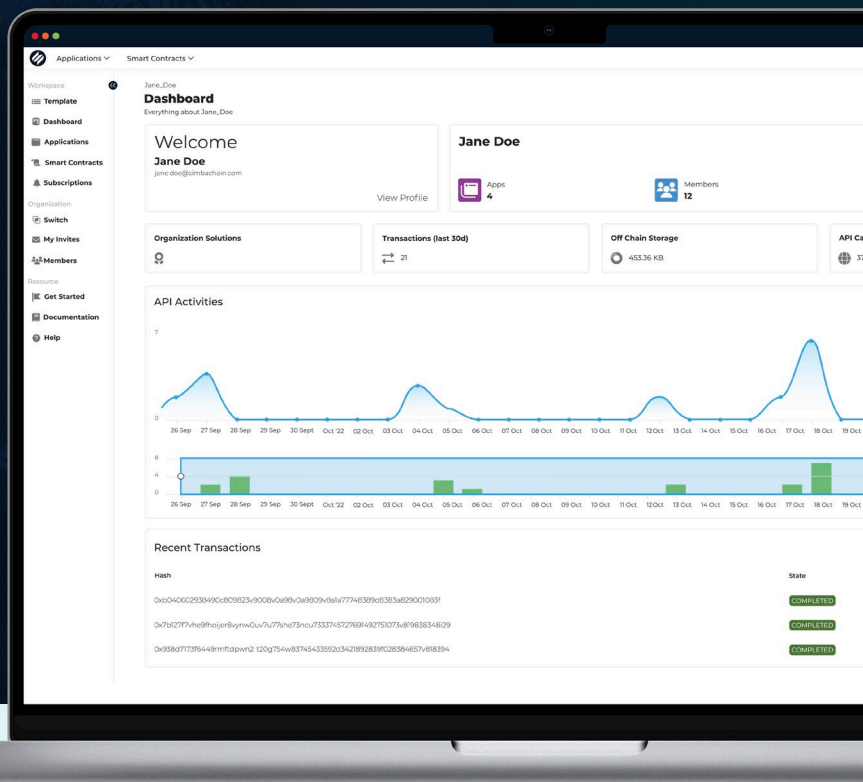 Applications Smart Contracts
Workspace
Template
Dashboard
Applications
Smart Contracts
Subscriptions
Organization
Switch
My Invites
Members
Resource
Get Started
Documentation
Help
Jane_Doe
Dashboard
Everything about Jane_Doe
Welcome
Jane Doe
jane.doe@simbachain.com
View Profile
Jane Doe
Apps
4
Members
12
Organization Solutions
Transactions (last 30d)
21
Off Chain Storage
453.36 KB
API Ca
37
API Activities
7
0
26 Sep 27 Sep 28 Sep 29 Sep 30 Sept Oct '22 02 Oct 03 Oct 04 Oct 05 Oct 06 Oct 07 Oct 08 Oct 09 Oct 10 Oct 11 Oct 12 Oct 13 Oct 14 Oct 15 Oct 16 Oct 17 Oct 18 Oct 19 Oct
8
4
0
26 Sep 27 Sep 28 Sep 29 Sep 30 Sept Oct '22 02 Oct 03 Oct 04 Oct 05 Oct 06 Oct 07 Oct 08 Oct 09 Oct 10 Oct 11 Oct 12 Oct 13 Oct 14 Oct 15 Oct 16 Oct 17 Oct 18 Oct 19 Oct
Recent Transactions
Hash State
COMPLETED
COMPLETED
COMPLETED